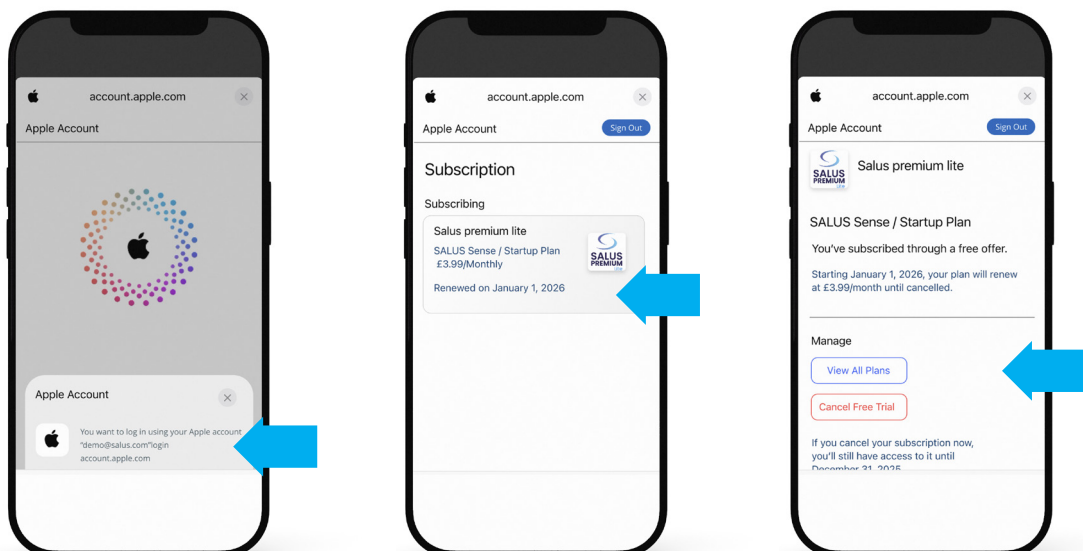 account.apple.com
Apple Account
Apple Account
You want to log in using your Apple account
"demo@salus.com"login
account.apple.com
account.apple.com
Apple Account
Sign Out
Subscription
Subscribing
Salus premium lite
SALUS Sense / Startup Plan
£3.99/Monthly
Renewed on January 1, 2026
SALUS
PREMIUM
account.apple.com
Apple Account
Sign Out
SALUS
PREMIUM
Lite
Salus premium lite
SALUS Sense / Startup Plan
You've subscribed through a free offer.
Starting January 1, 2026, your plan will renew
at £3.99/month until cancelled.
Manage
View All Plans
Cancel Free Trial
If you cancel your subscription now,
you'll still have access to it until
December 31, 2025